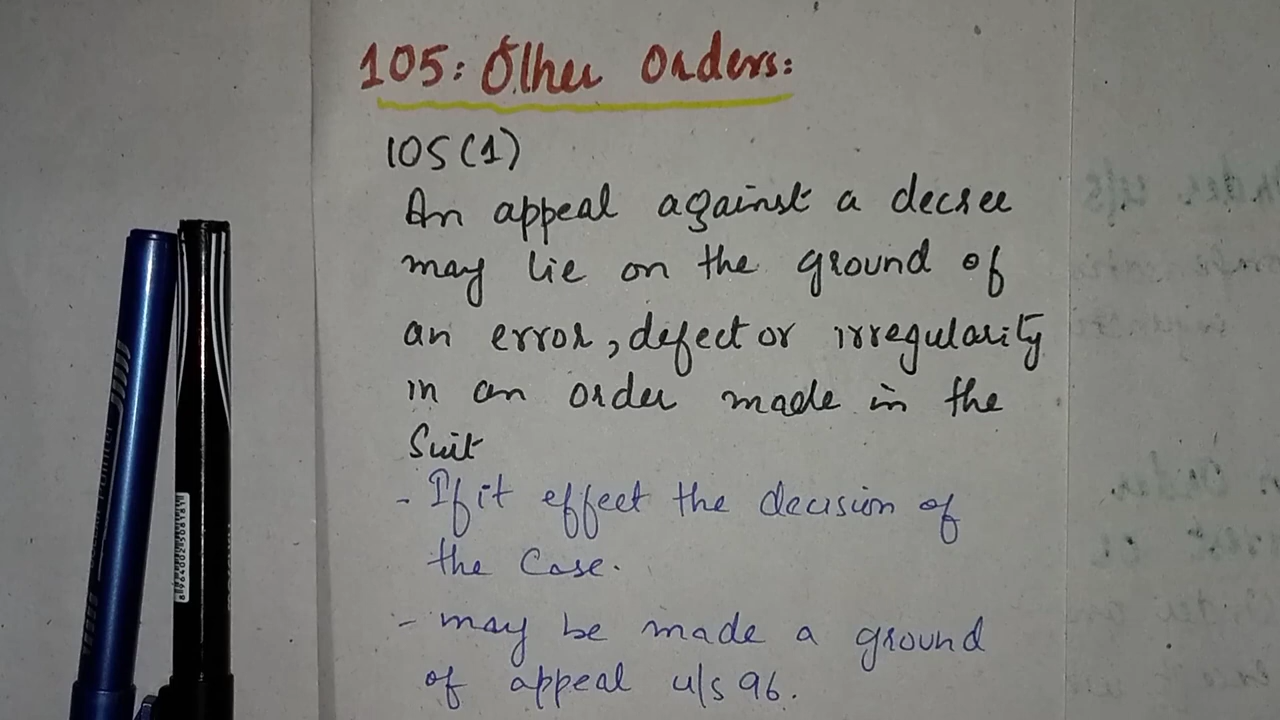 105: Other Orders:
105(1)
An appeal against a decree
may lie on the ground of
an error, defect or irregularity
in an order made in the
Suit
- If it effect the decision of
the Case.
- may be made a ground
of appeal u/s 96.